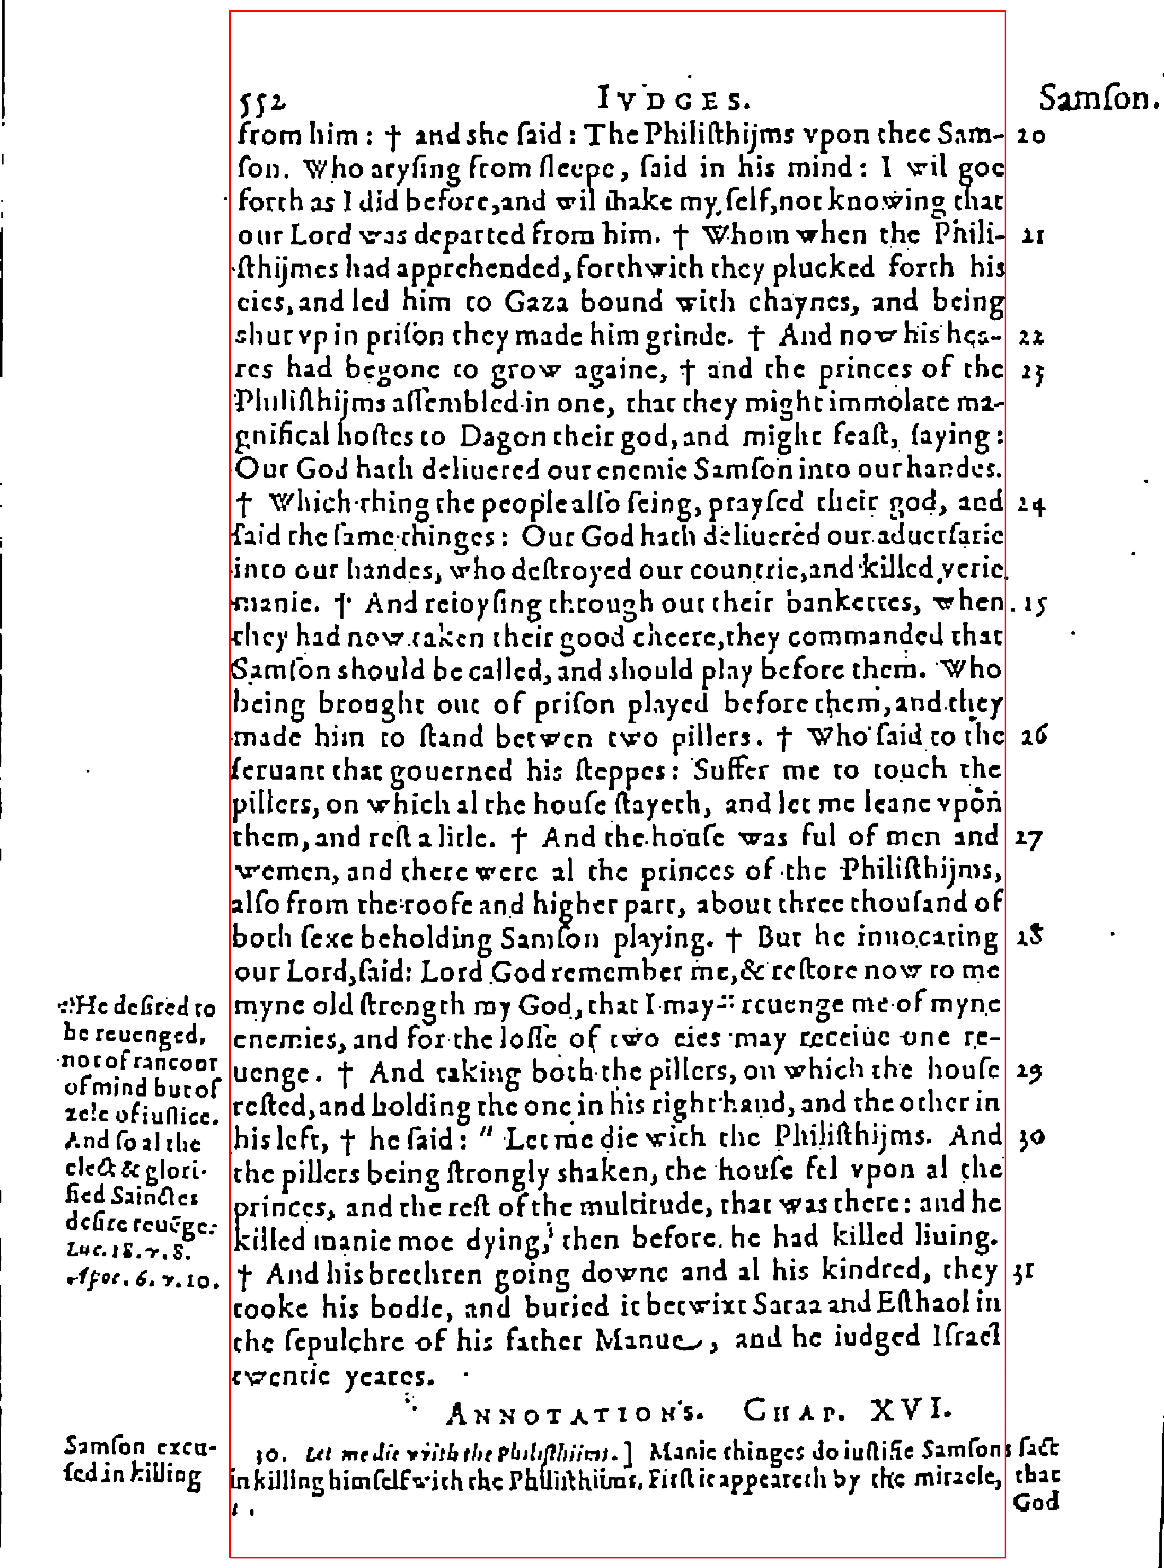 552 IVDGES. Samſon.
from him: † and she ſaid: The Philiſthijms vpon thee Sam- 20
ſon. Who aryſing from ſleepe, ſaid in his mind: I wil goe
forth as I did before, and wil ſhake my ſelf, not knowing that
our Lord was departed from him. † Whom when the Phili- 21
ſthijmes had apprehended, forthwith they plucked forth his
eies, and led him to Gaza bound with chaynes, and being
shut vp in priſon they made him grinde. † And now his hea- 22
res had begone to grow againe, † and the princes of the 23
Philiſthijms aſſembled in one, that they might immolate ma-
gnifical hoſtes to Dagon their god, and might feaſt, ſaying:
Our God hath deliuered our enemie Samſon into our handes.
† Which thing the people alſo ſeing, prayſed their god, and 24
ſaid the ſame thinges: Our God hath deliuered our aduerſarie
into our handes, who deſtroyed our countrie, and killed verie
manie. † And reioyſing through out their bankettes, when 25
they had now taken their good cheere, they commanded that
Samſon should be called, and should play before them. Who
being brought out of priſon played before them, and they
made him to ſtand betwen two pillers. † Who ſaid to the 26
ſeruant that gouerned his ſteppes: Suffer me to touch the
pillers, on which al the houſe ſtayeth, and let me leane vpon
them, and reſt a litle. † And the houſe was ful of men and 27
wemen, and there were al the princes of the Philiſthijms,
alſo from the roofe and higher part, about three thouſand of
both ſexe beholding Samſon playing. † But he inuocating 28
our Lord, ſaid: Lord God remember me, & reſtore now to me
myne old ſtrength my God, that I may :: reuenge me of myne
enemies, and for the loſſe of two eies may receiue one re-
uenge. † And taking both the pillers, on which the houſe 29
reſted, and holding the one in his right hand, and the other in
his left, † he ſaid: " Let me die with the Philiſthijms. And 30
the pillers being ſtrongly shaken, the houſe fel vpon al the
princes, and the reſt of the multitude, that was there: and he
killed manie moe dying, then before he had killed liuing.
† And his brethren going downe and al his kindred, they 31
tooke his bodie, and buried it betwixt Saraa and Eſthaol in
the ſepulchre of his father Manue, and he iudged Iſrael
twentie yeares.
:: He deſired to
be reuenged,
not of rancoor
of mind but of
zele of iuſtice.
And ſo al the
elect & glori-
fied Sainctes
deſire reuēge.
Luc. 18. v. 8.
Apoc. 6. v. 10.
ANNOTATIONS. CHAP. XVI.
Samſon excu-
ſed in killing
30. Let me die with the Philiſthiims.] Manie thinges do iuſtifie Samſons fact
in killing himſelf with the Philiſthiims. Firſt it appeareth by the miracle, that
God